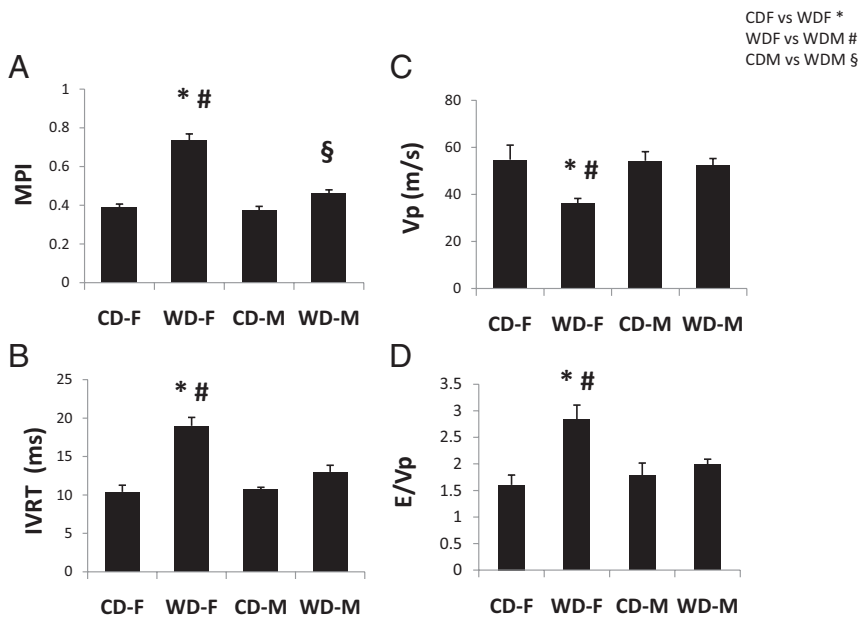 CDF vs WDF *
WDF vs WDM #
CDM vs WDM §
A
1
0.8
0.6
0.4
0.2
0
MPI
* #
§
CD-F WD-F CD-M WD-M
C
80
60
40
20
0
Vp (m/s)
* #
CD-F WD-F CD-M WD-M
B
25
20
15
10
5
0
IVRT (ms)
* #
CD-F WD-F CD-M WD-M
D
3.5
3
2.5
2
1.5
1
0.5
0
E/Vp
* #
CD-F WD-F CD-M WD-M